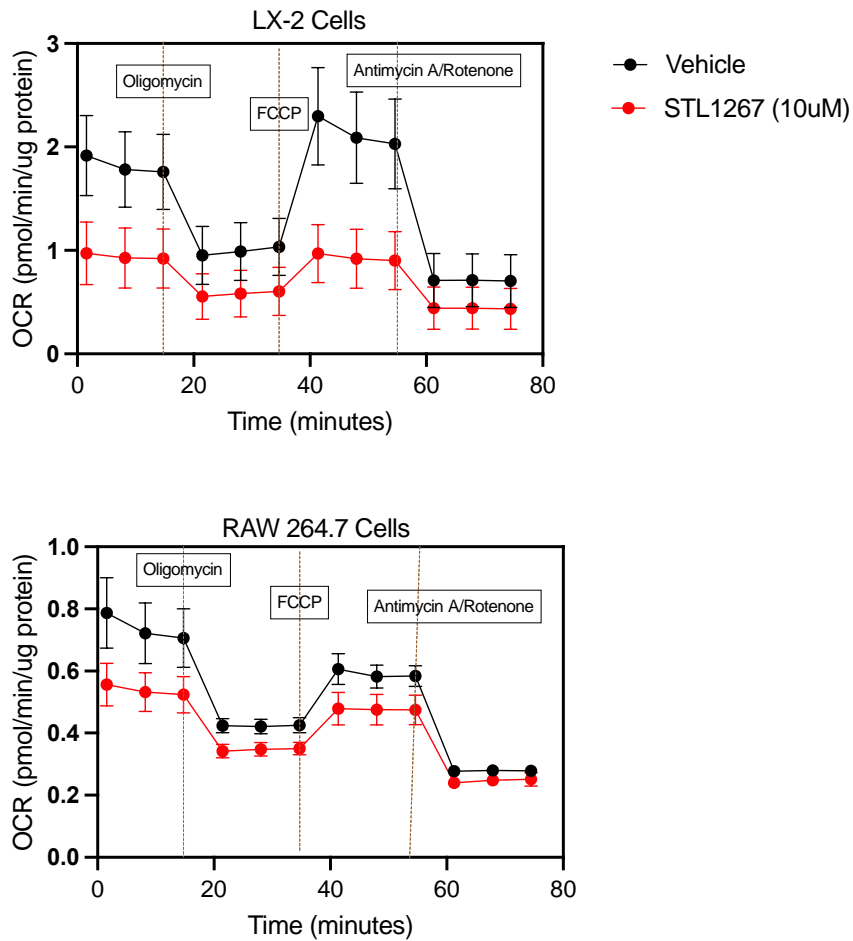 LX-2 Cells
OCR (pmol/min/ug protein)
3
2
1
0
Oligomycin
FCCP
Antimycin A/Rotenone
0 20 40 60 80
Time (minutes)
Vehicle
STL1267 (10uM)
RAW 264.7 Cells
OCR (pmol/min/ug protein)
1.0
0.8
0.6
0.4
0.2
0.0
Oligomycin
FCCP
Antimycin A/Rotenone
0 20 40 60 80
Time (minutes)